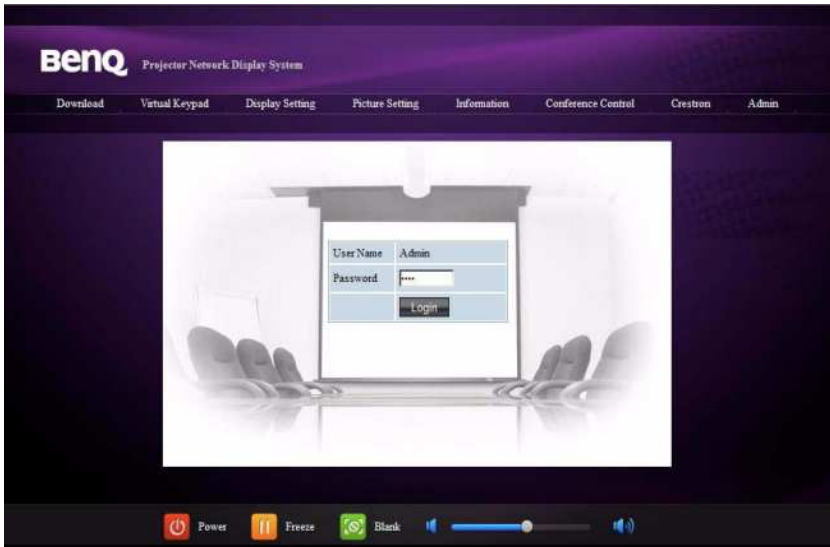 BenQ Projector Network Display System
Download Virtual Keypad Display Setting Picture Setting Information Conference Control Crestron Admin
User Name Admin
Password ••••
Login
Power Freeze Blank